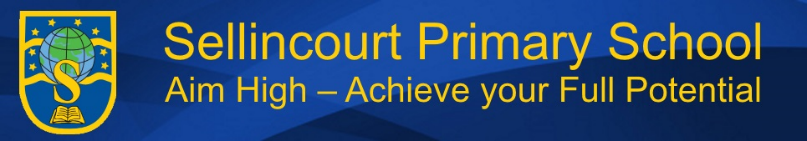 S
Sellincourt Primary School
Aim High – Achieve your Full Potential